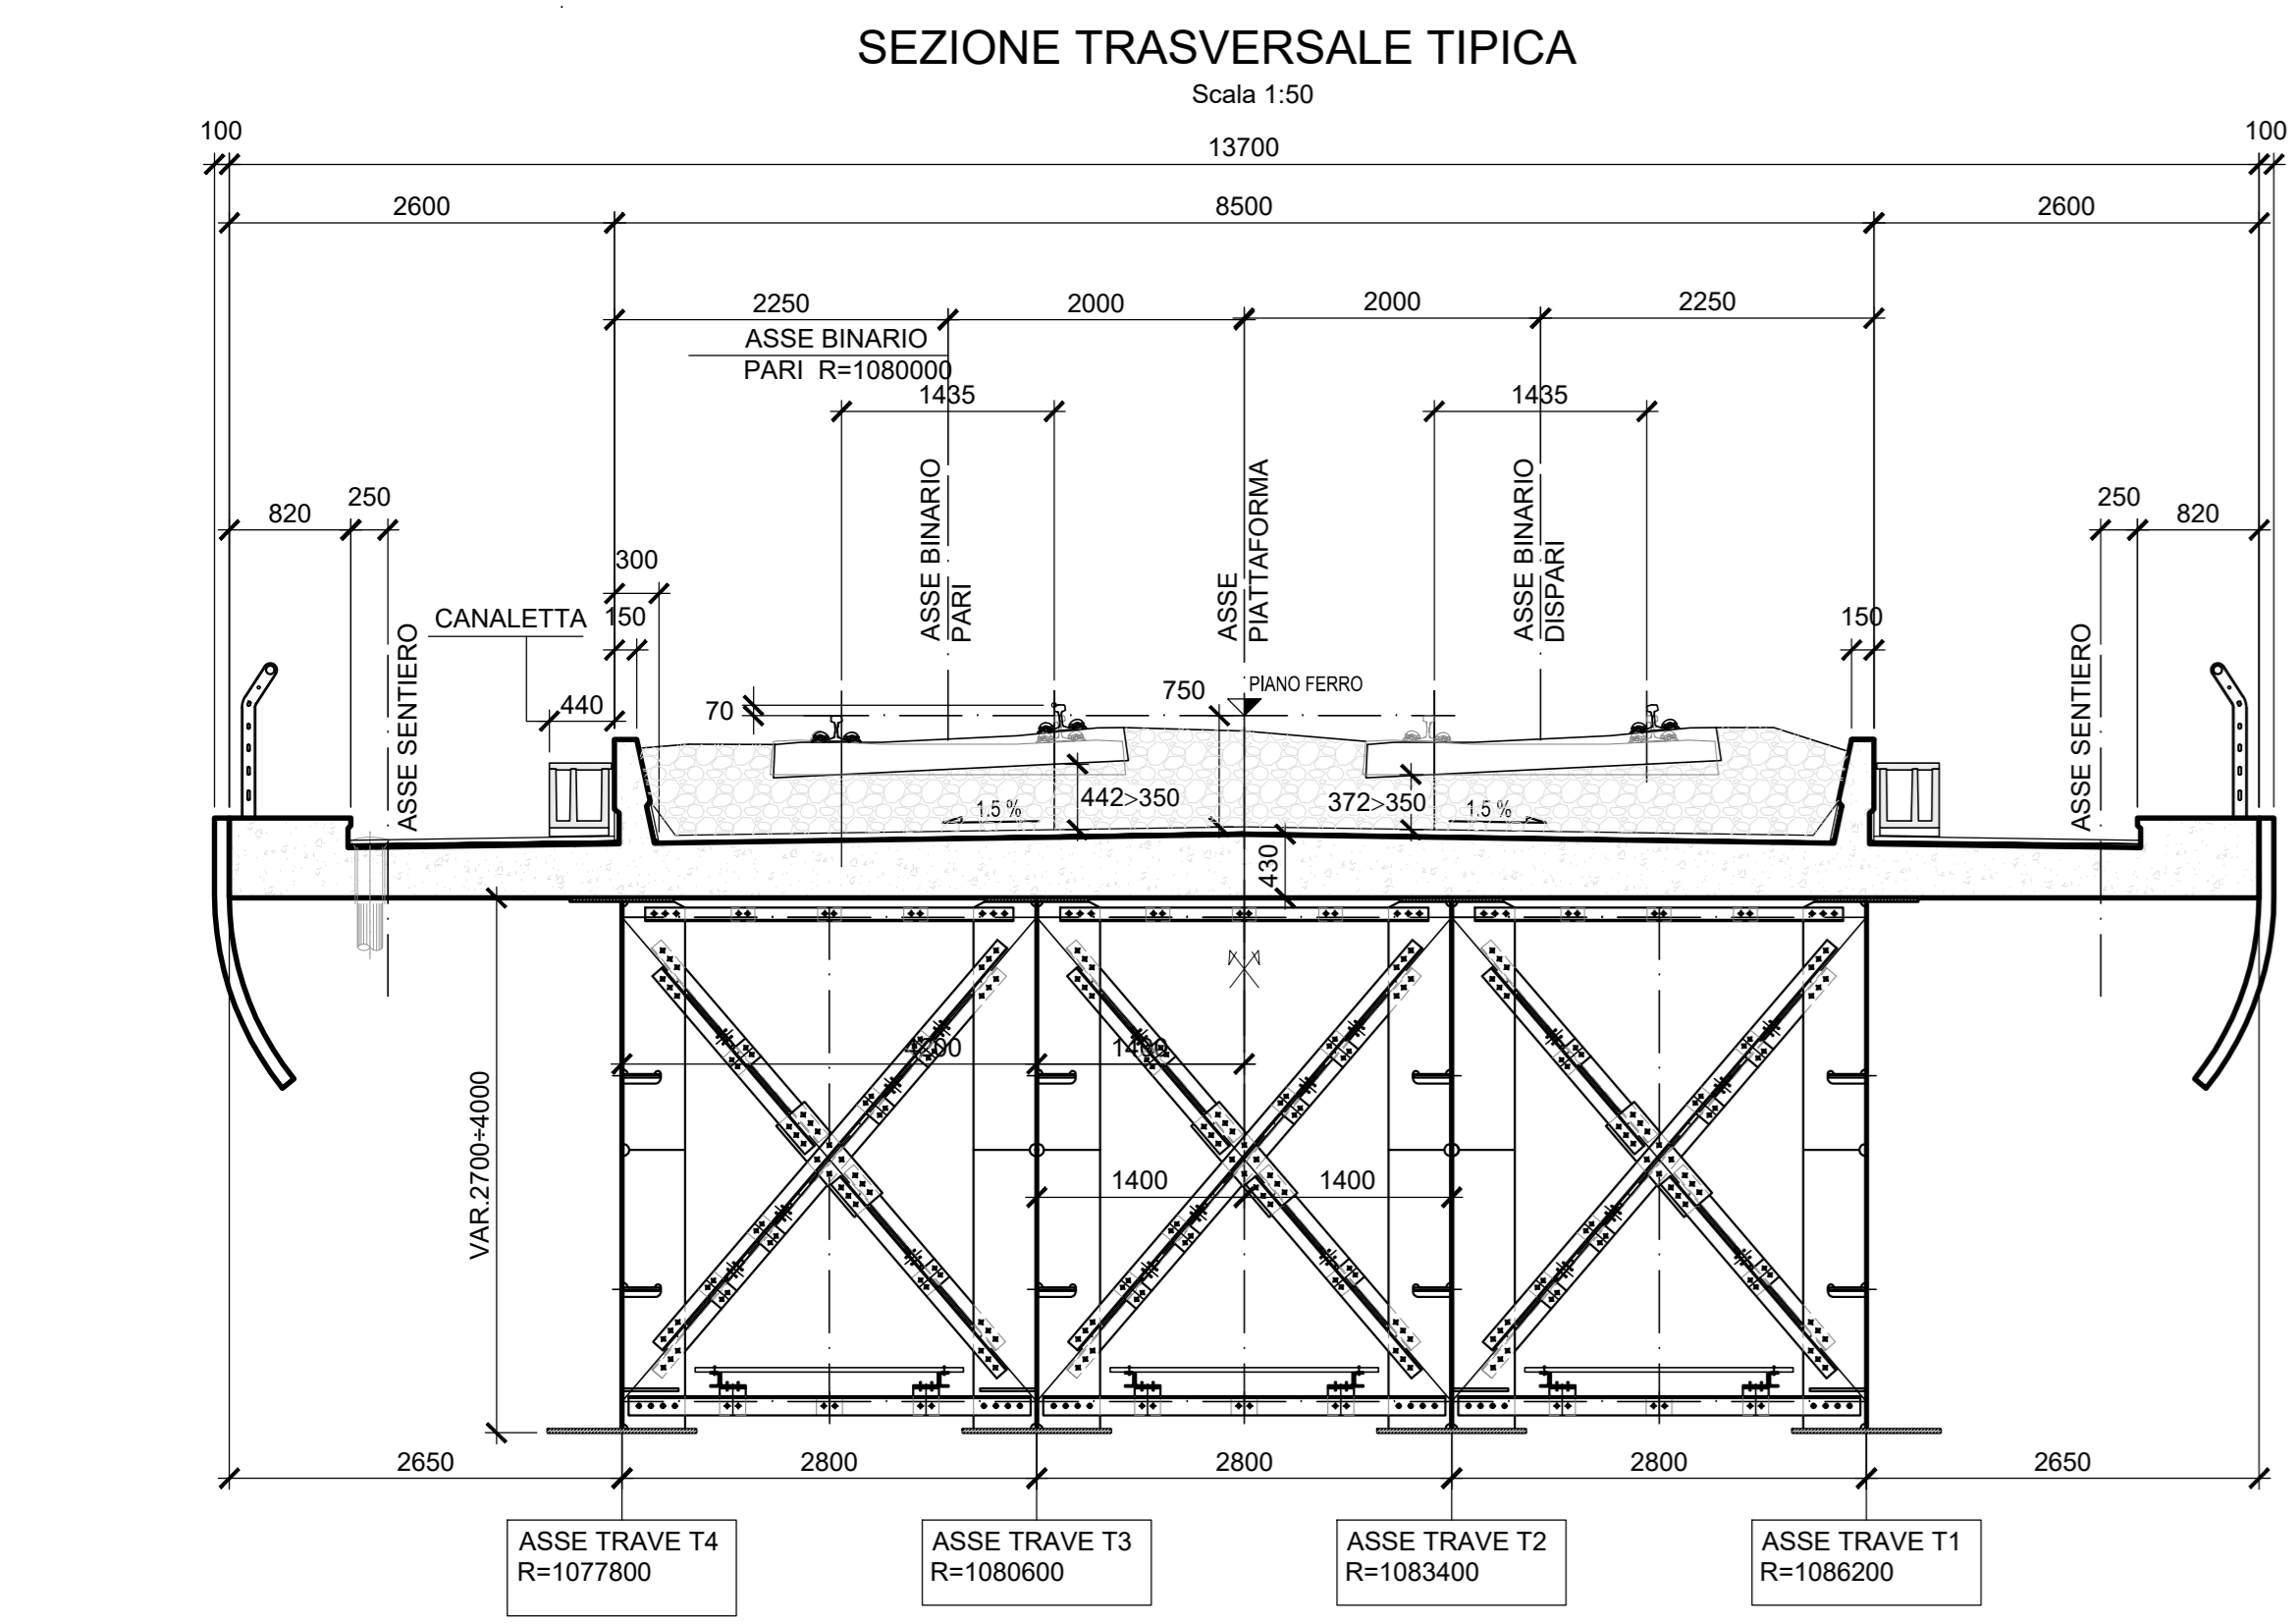 SEZIONE TRASVERSALE TIPICA
Scala 1:50
100
13700
100
2600
8500
2600
2250
2000
2000
2250
ASSE BINARIO
PARI R=1080000
1435
1435
ASSE BINARIO
PARI
ASSE
PIATTAFORMA
ASSE BINARIO
DISPARI
250
820
250
820
300
CANALETTA
150
150
ASSE SENTIERO
ASSE SENTIERO
440
70
750
PIANO FERRO
1.5 %
442>350
372>350
1.5 %
430
4200
1400
VAR.2700÷4000
1400
1400
2650
2800
2800
2800
2650
ASSE TRAVE T4
R=1077800
ASSE TRAVE T3
R=1080600
ASSE TRAVE T2
R=1083400
ASSE TRAVE T1
R=1086200